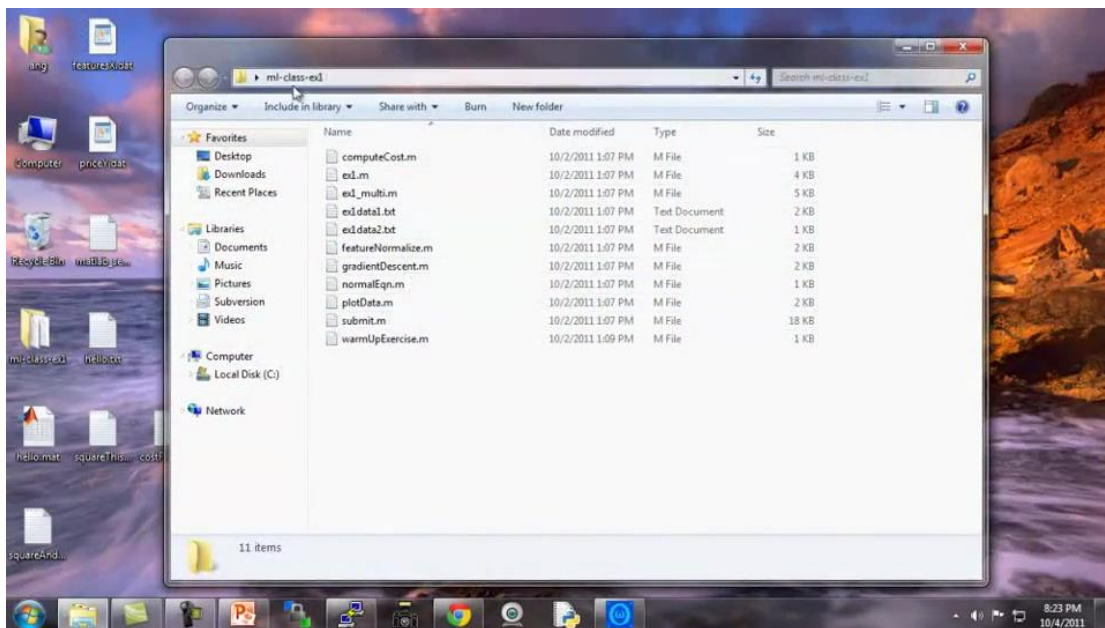 ang
featuresX.dat
Computer
priceY.dat
Recycle Bin
matlab_se...
ml-class-ex1
hello.txt
hello.mat
squareThis...
squareAnd...
ml-class-ex1
Search ml-class-ex1
Organize
Include in library
Share with
Burn
New folder
Favorites
Desktop
Downloads
Recent Places
Libraries
Documents
Music
Pictures
Subversion
Videos
Computer
Local Disk (C:)
Network
Name Date modified Type Size
computeCost.m 10/2/2011 1:07 PM M File 1 KB
ex1.m 10/2/2011 1:07 PM M File 4 KB
ex1_multi.m 10/2/2011 1:07 PM M File 5 KB
ex1data1.txt 10/2/2011 1:07 PM Text Document 2 KB
ex1data2.txt 10/2/2011 1:07 PM Text Document 1 KB
featureNormalize.m 10/2/2011 1:07 PM M File 2 KB
gradientDescent.m 10/2/2011 1:07 PM M File 2 KB
normalEqn.m 10/2/2011 1:07 PM M File 1 KB
plotData.m 10/2/2011 1:07 PM M File 2 KB
submit.m 10/2/2011 1:07 PM M File 18 KB
warmUpExercise.m 10/2/2011 1:09 PM M File 1 KB
11 items
8:23 PM
10/4/2011